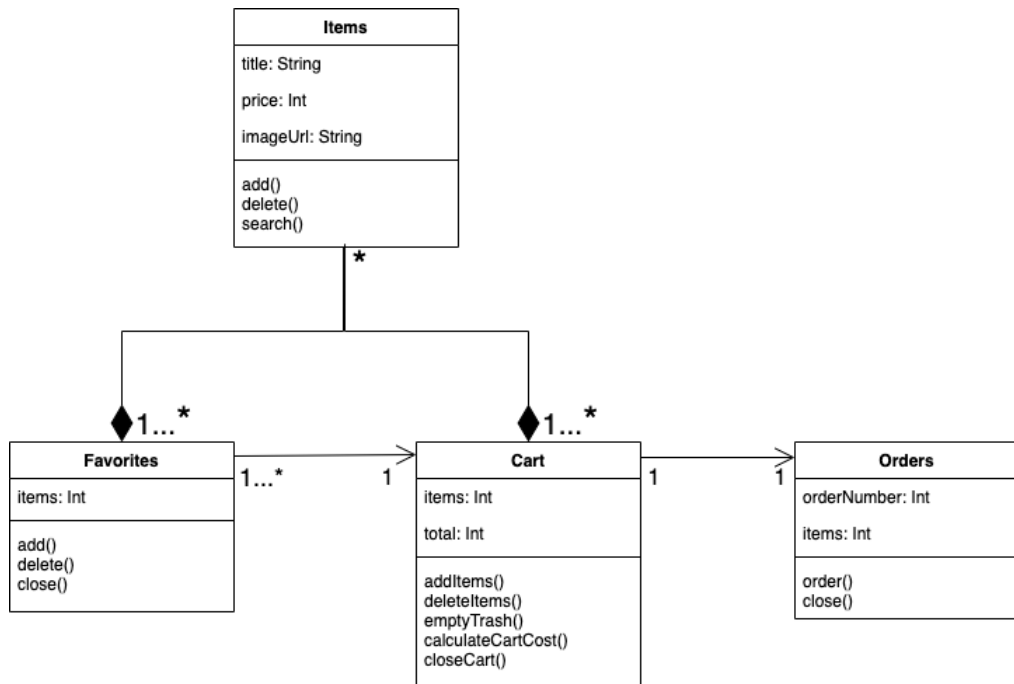 Items
title: String
price: Int
imageUrl: String
add()
delete()
search()
*
1...*
1...*
Favorites
items: Int
add()
delete()
close()
1...*
1
Cart
items: Int
total: Int
addItems()
deleteItems()
emptyTrash()
calculateCartCost()
closeCart()
1
1
Orders
orderNumber: Int
items: Int
order()
close()